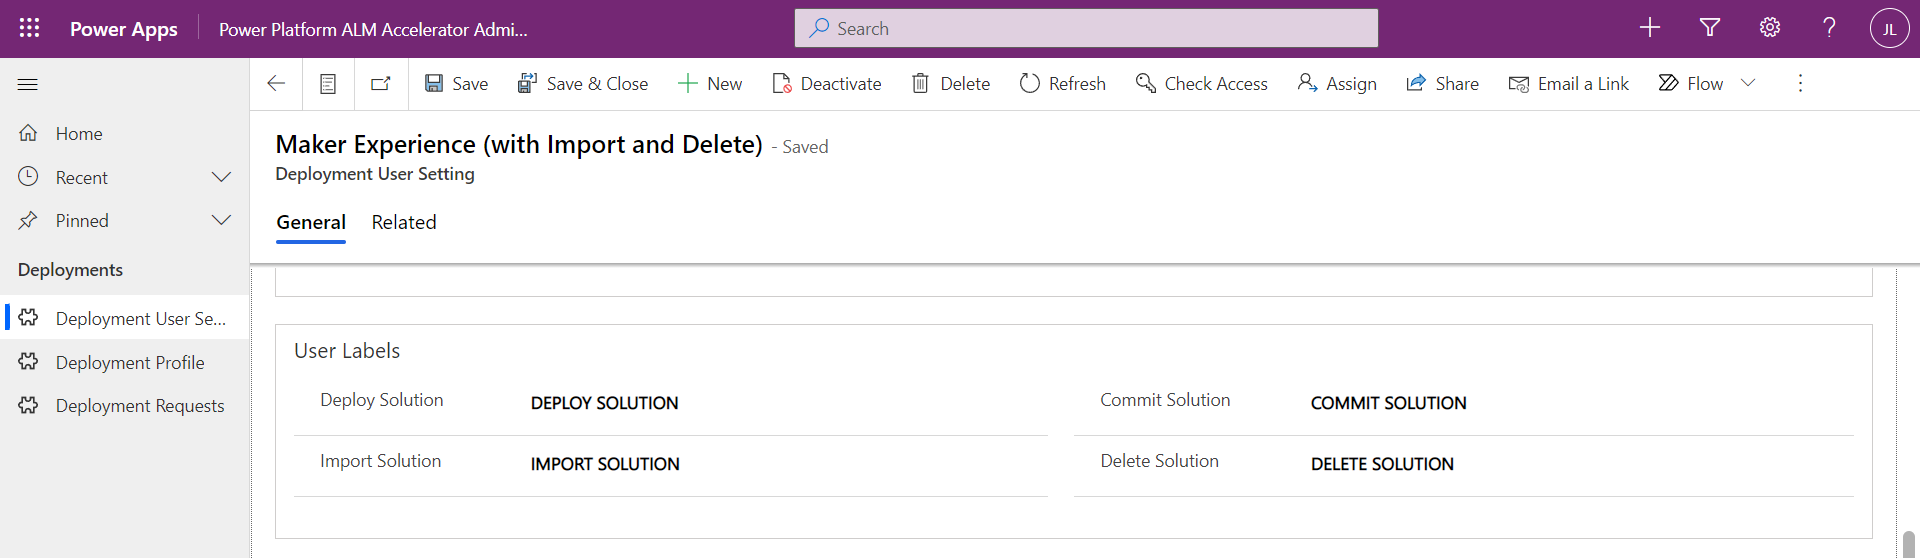 Power Apps
Power Platform ALM Accelerator Admi...
Search
JL
Save
Save & Close
New
Deactivate
Delete
Refresh
Check Access
Assign
Share
Email a Link
Flow
Home
Recent
Pinned
Deployments
Deployment User Se...
Deployment Profile
Deployment Requests
Maker Experience (with Import and Delete) - Saved
Deployment User Setting
General
Related
User Labels
Deploy Solution
DEPLOY SOLUTION
Commit Solution
COMMIT SOLUTION
Import Solution
IMPORT SOLUTION
Delete Solution
DELETE SOLUTION